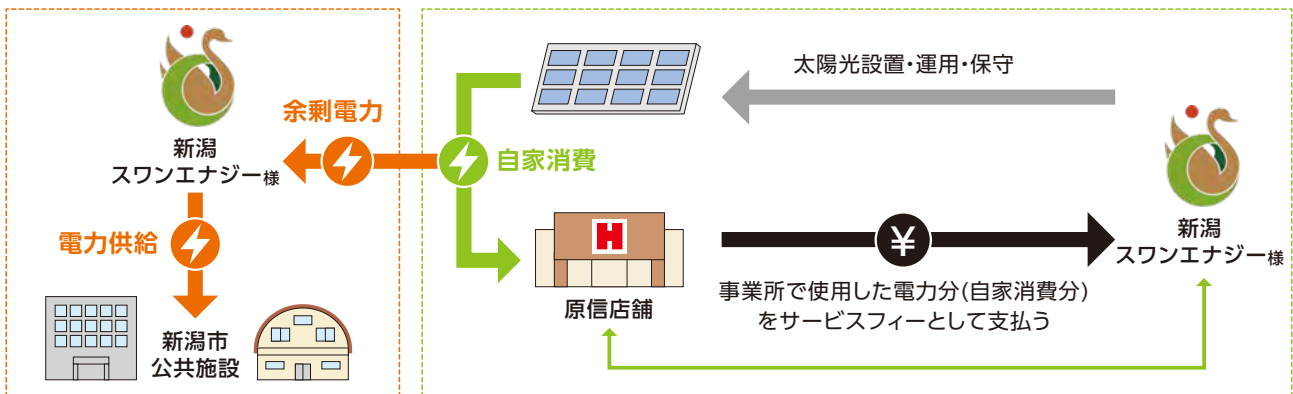 新潟
スワンエナジー様
余剰電力
電力供給
新潟市
公共施設
自家消費
太陽光設置・運用・保守
H
原信店舗
¥
事業所で使用した電力分(自家消費分)
をサービスフィーとして支払う
新潟
スワンエナジー様